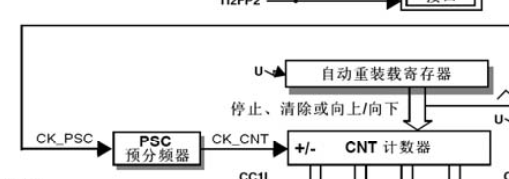 U
自动重装载寄存器
停止、清除或向上/向下
U
CK_PSC
PSC
预分频器
CK_CNT
+/-
CNT 计数器